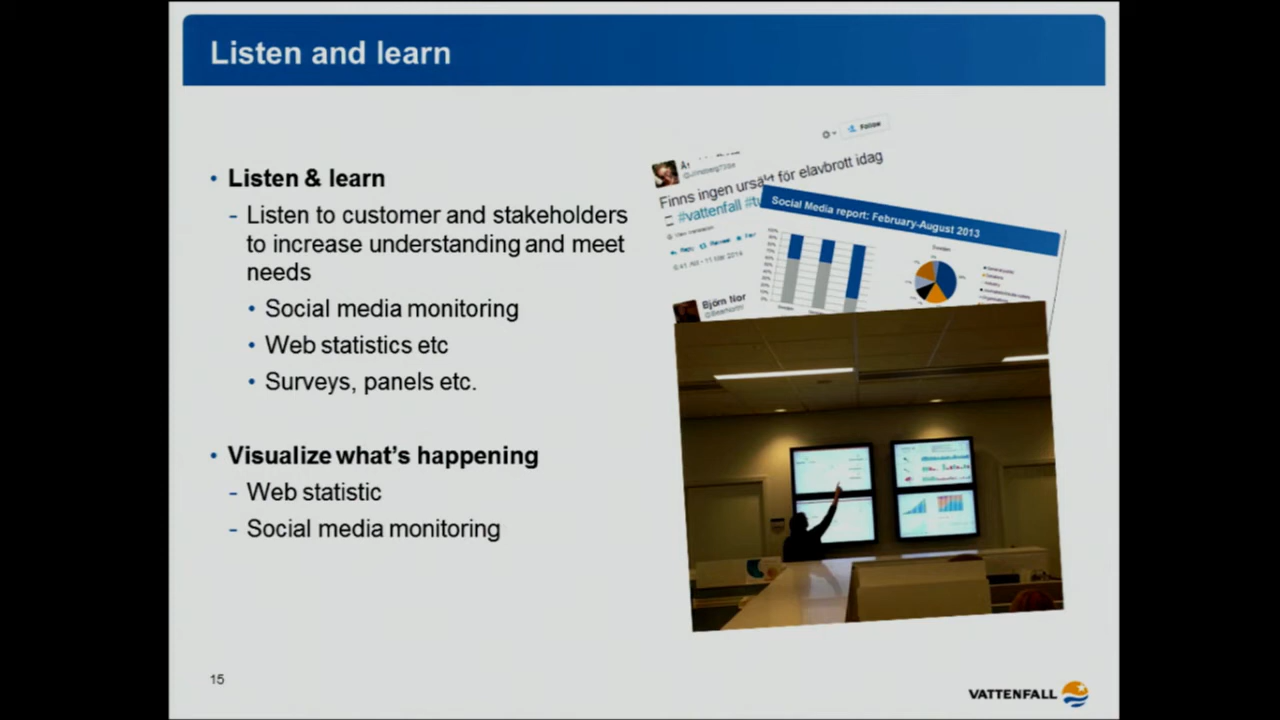 Listen and learn
• Listen & learn
- Listen to customer and stakeholders
to increase understanding and meet
needs
• Social media monitoring
• Web statistics etc
• Surveys, panels etc.
• Visualize what's happening
- Web statistic
- Social media monitoring
Follow
Finns ingen ursäkt för elavbrott idag
#vattenfall
Social Media report: February-August 2013
Björn Nor
15
VATTENFALL